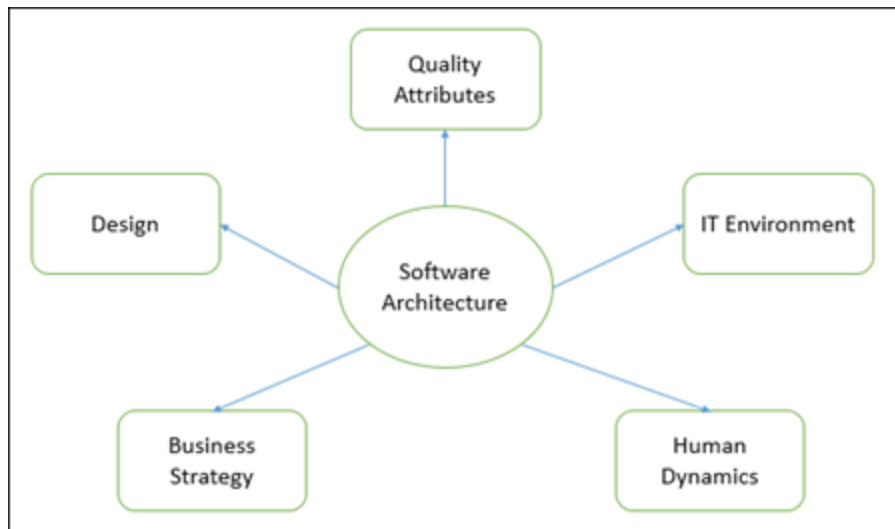 Quality
Attributes
Design
IT Environment
Software
Architecture
Business
Strategy
Human
Dynamics